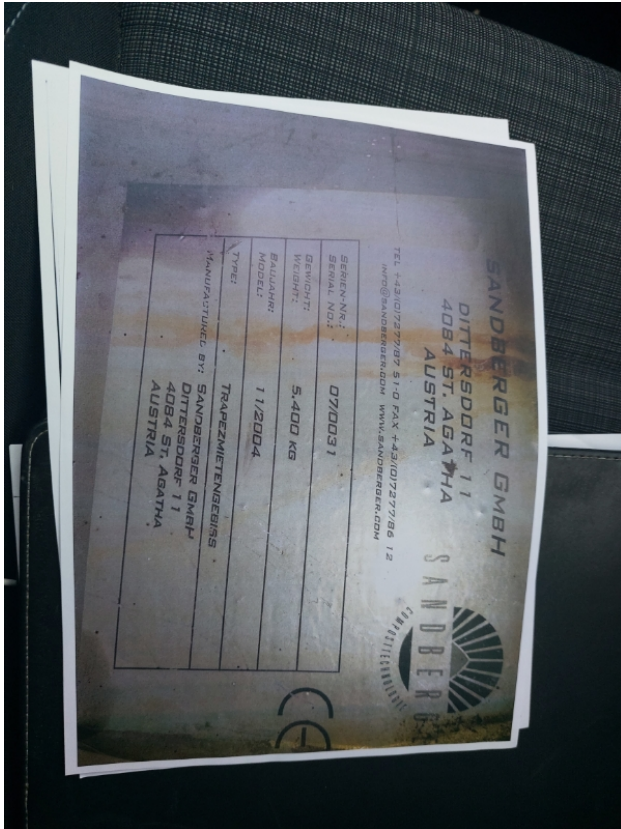 SANDBERGER GMBH
DITTERSDORF 11
4084 ST. AGATHA
AUSTRIA
SANDBERG
TEL +43/(0)7277/87 51-0 FAX +43/(0)7277/86 12
INFO@SANDBERGER.COM WWW.SANDBERGER.COM
SERIEN-NR.:
SERIAL NO.: 07/0031
GEWICHT:
WEIGHT: 5.400 KG
BAUJAHR:
MODEL: 11/2004
TYPE: TRAPEZMIETENGEBISS
MANUFACTURED BY: SANDBERGER GMBH
DITTERSDORF 11
4084 ST. AGATHA
AUSTRIA
CE